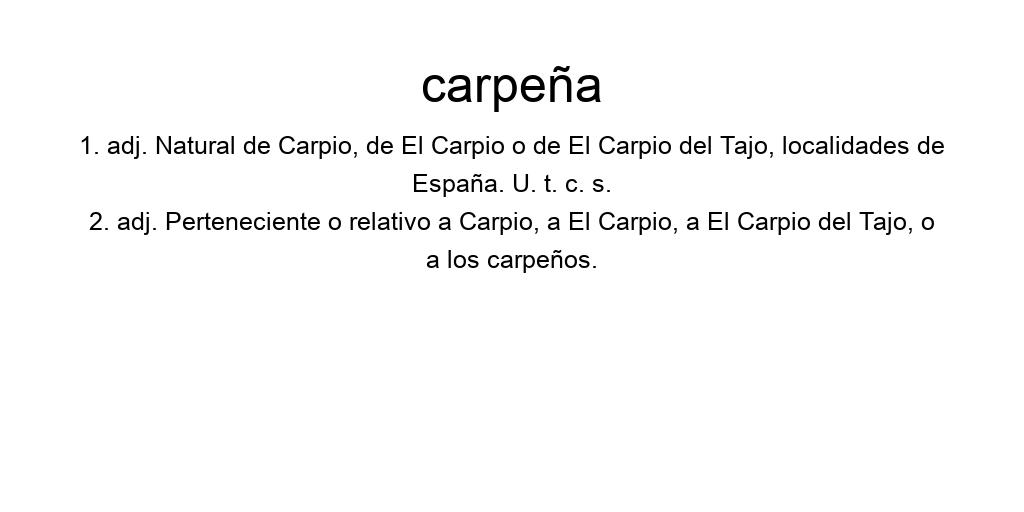 carpeña
1. adj. Natural de Carpio, de El Carpio o de El Carpio del Tajo, localidades de
España. U. t. c. s.
2. adj. Perteneciente o relativo a Carpio, a El Carpio, a El Carpio del Tajo, o
a los carpeños.